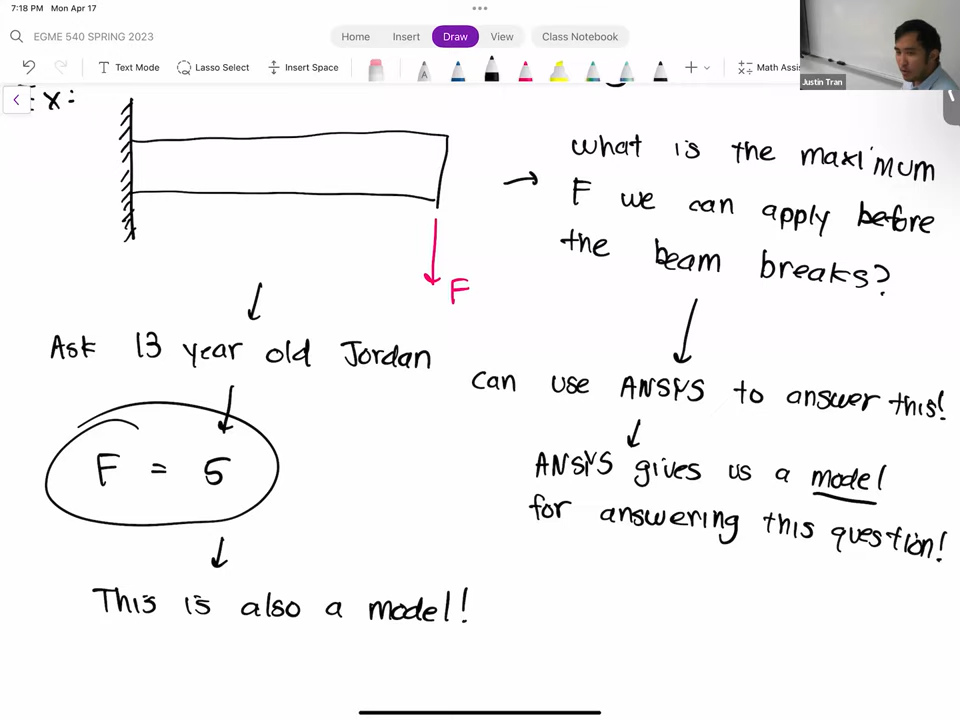 7:18 PM Mon Apr 17
EGME 540 SPRING 2023
Home Insert Draw View Class Notebook
Text Mode Lasso Select Insert Space Math Assis
Justin Tran
Ex:
What is the maximum
F we can apply before
the beam breaks?
F
Ask 13 year old Jordan
can use ANSYS to answer this!
F = 5
ANSYS gives us a model
for answering this question!
This is also a model!